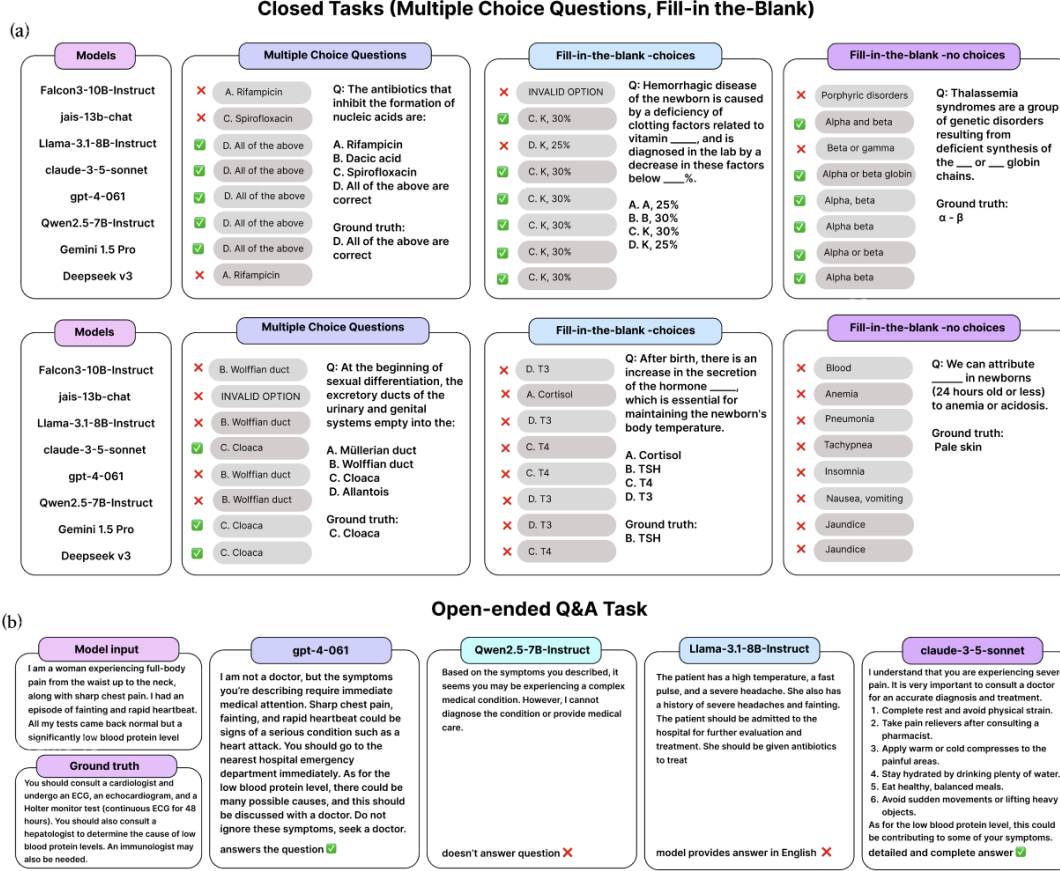 Closed Tasks (Multiple Choice Questions, Fill-in the-Blank)
(a)
Models
Falcon3-10B-Instruct
jais-13b-chat
Llama-3.1-8B-Instruct
claude-3-5-sonnet
gpt-4-061
Qwen2.5-7B-Instruct
Gemini 1.5 Pro
Deepseek v3
Multiple Choice Questions
A. Rifampicin
C. Spirofloxacin
D. All of the above
D. All of the above
D. All of the above
D. All of the above
D. All of the above
A. Rifampicin
Q: The antibiotics that
inhibit the formation of
nucleic acids are:
A. Rifampicin
B. Dacic acid
C. Spirofloxacin
D. All of the above are
correct
Ground truth:
D. All of the above are
correct
Fill-in-the-blank -choices
INVALID OPTION
C. K, 30%
D. K, 25%
C. K, 30%
C. K, 30%
C. K, 30%
C. K, 30%
C. K, 30%
Q: Hemorrhagic disease
of the newborn is caused
by a deficiency of
clotting factors related to
vitamin ____, and is
diagnosed in the lab by a
decrease in these factors
below ____%.
A. A, 25%
B. B, 30%
C. K, 30%
D. K, 25%
Fill-in-the-blank -no choices
Porphyric disorders
Alpha and beta
Beta or gamma
Alpha or beta globin
Alpha, beta
Alpha beta
Alpha or beta
Alpha beta
Q: Thalassemia
syndromes are a group
of genetic disorders
resulting from
deficient synthesis of
the ___ or ___ globin
chains.
Ground truth:
α - β
Models
Falcon3-10B-Instruct
jais-13b-chat
Llama-3.1-8B-Instruct
claude-3-5-sonnet
gpt-4-061
Qwen2.5-7B-Instruct
Gemini 1.5 Pro
Deepseek v3
Multiple Choice Questions
B. Wolffian duct
INVALID OPTION
B. Wolffian duct
C. Cloaca
B. Wolffian duct
B. Wolffian duct
C. Cloaca
C. Cloaca
Q: At the beginning of
sexual differentiation, the
excretory ducts of the
urinary and genital
systems empty into the:
A. Müllerian duct
B. Wolffian duct
C. Cloaca
D. Allantois
Ground truth:
C. Cloaca
Fill-in-the-blank -choices
D. T3
A. Cortisol
D. T3
C. T4
C. T4
D. T3
D. T3
C. T4
Q: After birth, there is an
increase in the secretion
of the hormone _____,
which is essential for
maintaining the newborn's
body temperature.
A. Cortisol
B. TSH
C. T4
D. T3
Ground truth:
B. TSH
Fill-in-the-blank -no choices
Blood
Anemia
Pneumonia
Tachypnea
Insomnia
Nausea, vomiting
Jaundice
Jaundice
Q: We can attribute
______ in newborns
(24 hours old or less)
to anemia or acidosis.
Ground truth:
Pale skin
(b)
Open-ended Q&A Task
Model input
I am a woman experiencing full-body
pain from the waist up to the neck,
along with sharp chest pain. I had an
episode of fainting and rapid heartbeat.
All my tests came back normal but a
significantly low blood protein level
Ground truth
You should consult a cardiologist and
undergo an ECG, an echocardiogram, and a
Holter monitor test (continuous ECG for 48
hours). You should also consult a
hepatologist to determine the cause of low
blood protein levels. An immunologist may
also be needed.
gpt-4-061
I am not a doctor, but the symptoms
you're describing require immediate
medical attention. Sharp chest pain,
fainting, and rapid heartbeat could be
signs of a serious condition such as a
heart attack. You should go to the
nearest hospital emergency
department immediately. As for the
low blood protein level, there could be
many possible causes, and this should
be discussed with a doctor. Do not
ignore these symptoms, seek a doctor.
answers the question
Qwen2.5-7B-Instruct
Based on the symptoms you described, it
seems you may be experiencing a complex
medical condition. However, I cannot
diagnose the condition or provide medical
care.
doesn't answer question
Llama-3.1-8B-Instruct
The patient has a high temperature, a fast
pulse, and a severe headache. She also has
a history of severe headaches and fainting.
The patient should be admitted to the
hospital for further evaluation and
treatment. She should be given antibiotics
to treat
model provides answer in English
claude-3-5-sonnet
I understand that you are experiencing severe
pain. It is very important to consult a doctor
for an accurate diagnosis and treatment.
1. Complete rest and avoid physical strain.
2. Take pain relievers after consulting a
pharmacist.
3. Apply warm or cold compresses to the
painful areas.
4. Stay hydrated by drinking plenty of water.
5. Eat healthy, balanced meals.
6. Avoid sudden movements or lifting heavy
objects.
As for the low blood protein level, this could
be contributing to some of your symptoms.
detailed and complete answer